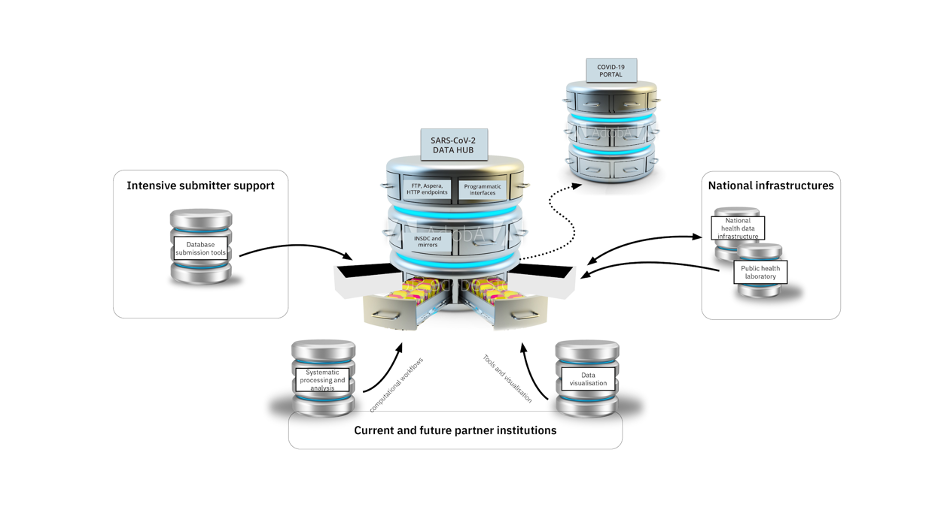 COVID-19
PORTAL
SARS-CoV-2
DATA HUB
FTP, Aspera,
HTTP endpoints
Programmatic
interfaces
INSDC and
mirrors
Intensive submitter support
Database
submission tools
National infrastructures
National
health data
infrastructure
Public health
laboratory
Systematic
processing and
analysis
computational workflows
Tools and visualisation
Data
visualisation
Current and future partner institutions